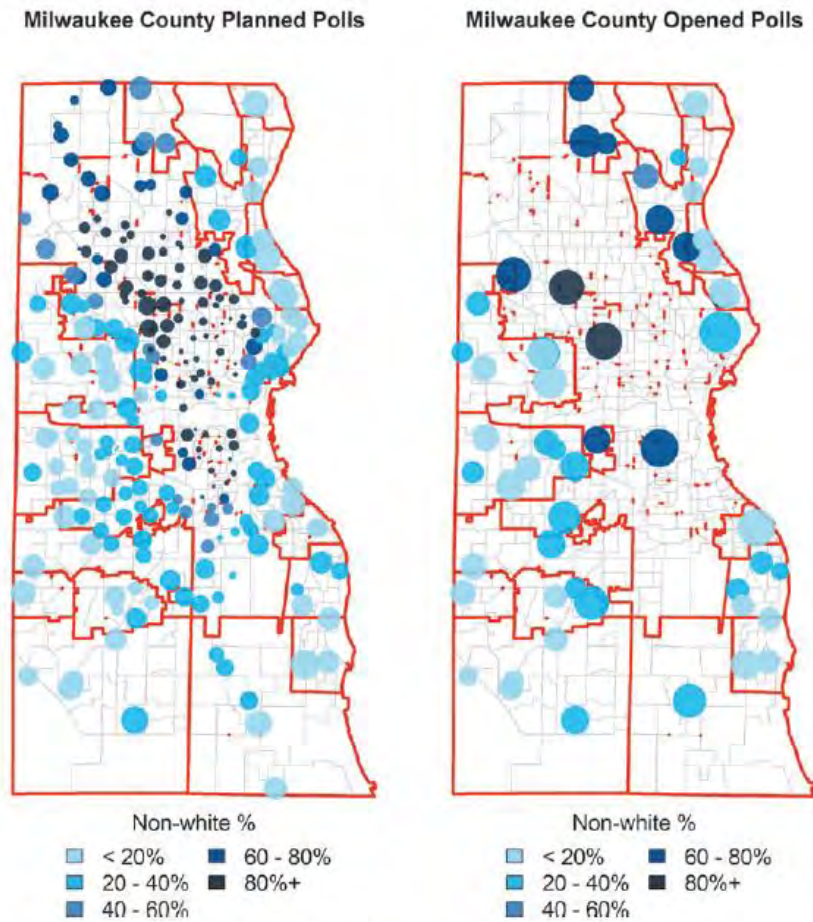 Milwaukee County Planned Polls
Milwaukee County Opened Polls
Non-white %
< 20%
60 - 80%
20 - 40%
80%+
40 - 60%
Non-white %
< 20%
60 - 80%
20 - 40%
80%+
40 - 60%